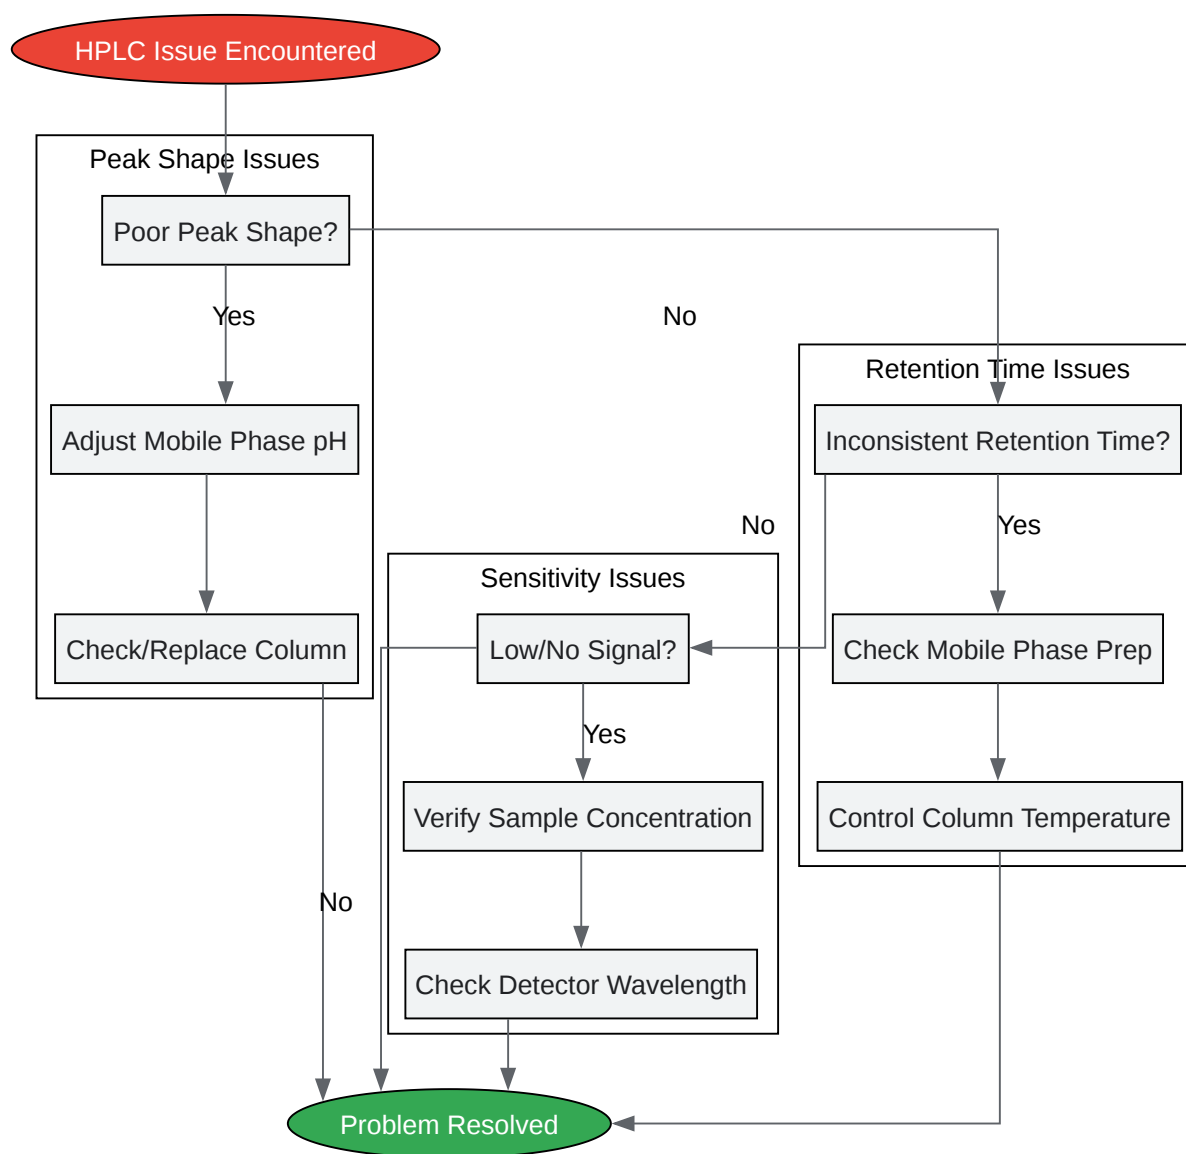 HPLC Issue Encountered
Peak Shape Issues
Poor Peak Shape?
Yes
No
Retention Time Issues
Adjust Mobile Phase pH
Inconsistent Retention Time?
No
Yes
Sensitivity Issues
Check/Replace Column
Low/No Signal?
Check Mobile Phase Prep
Yes
Verify Sample Concentration
Control Column Temperature
No
Check Detector Wavelength
Problem Resolved